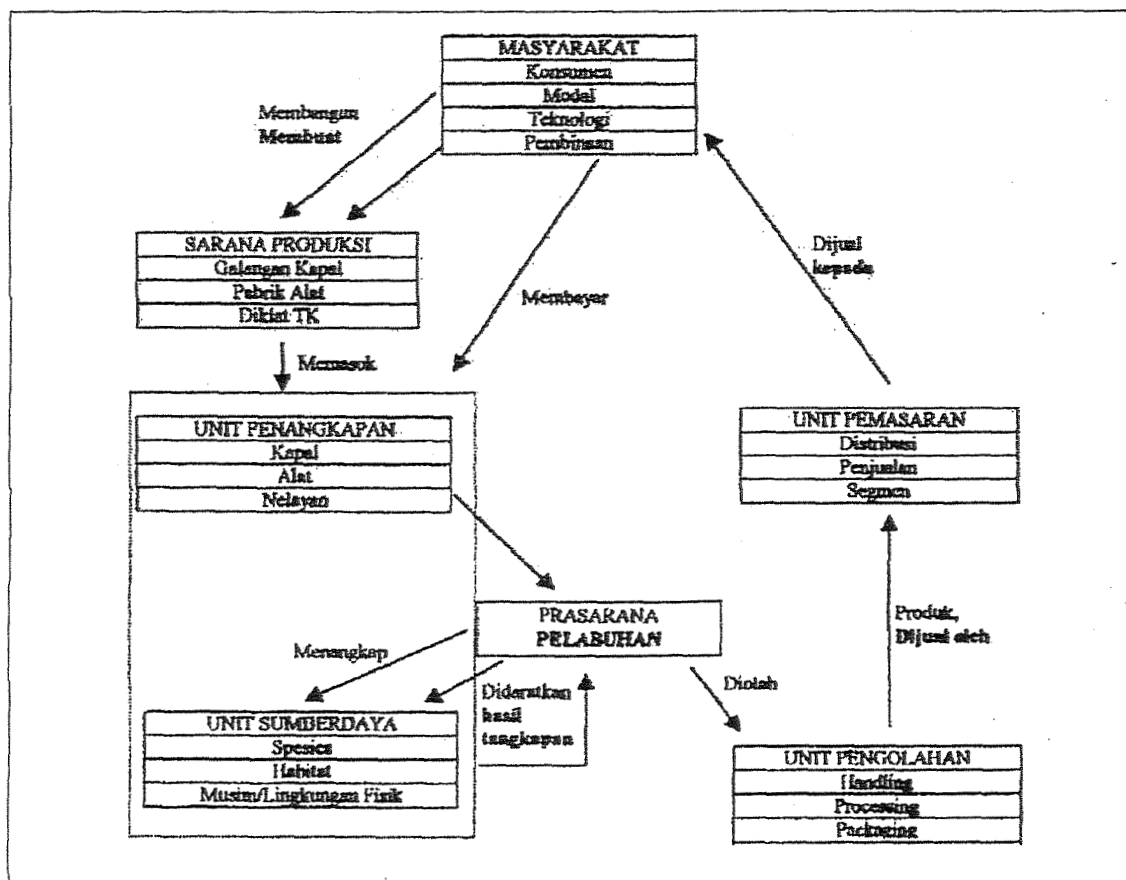 MASYARAKAT
Konsumen
Modal
Teknologi
Pembinaan
Membangun
Membuat
SARANA PRODUKSI
Galangan Kapal
Pabrik Alat
Diklat TK
Dijual
kepada
Membayar
Memasok
UNIT PENANGKAPAN
Kapal
Alat
Nelayan
UNIT PEMASARAN
Distribusi
Penjualan
Segmen
PRASARANA
PELABUHAN
Produk,
Dijual oleh
Menangkap
Didaratkan
hasil
tangkapan
Diolah
UNIT SUMBERDAYA
Spesies
Habitat
Musim/Lingkungan Fisik
UNIT PENGOLAHAN
Handling
Processing
Packaging